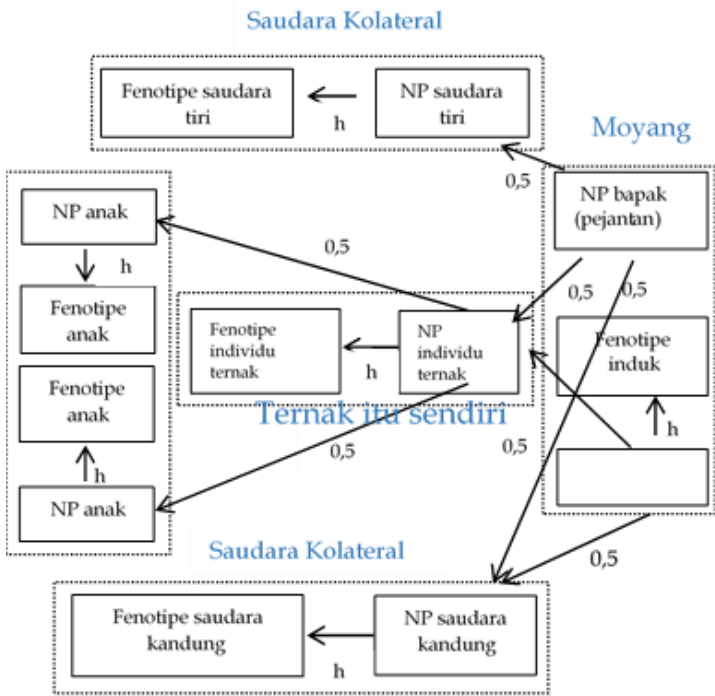 Saudara Kolateral
Fenotipe saudara
tiri
h
NP saudara
tiri
Moyang
0,5
NP bapak
(pejantan)
NP anak
h
0,5
Fenotipe
anak
Fenotipe
anak
h
NP anak
Fenotipe
individu
ternak
h
NP
individu
ternak
0,5
0,5
Fenotipe
induk
h
Ternak itu sendiri
0,5
0,5
0,5
Saudara Kolateral
Fenotipe saudara
kandung
h
NP saudara
kandung